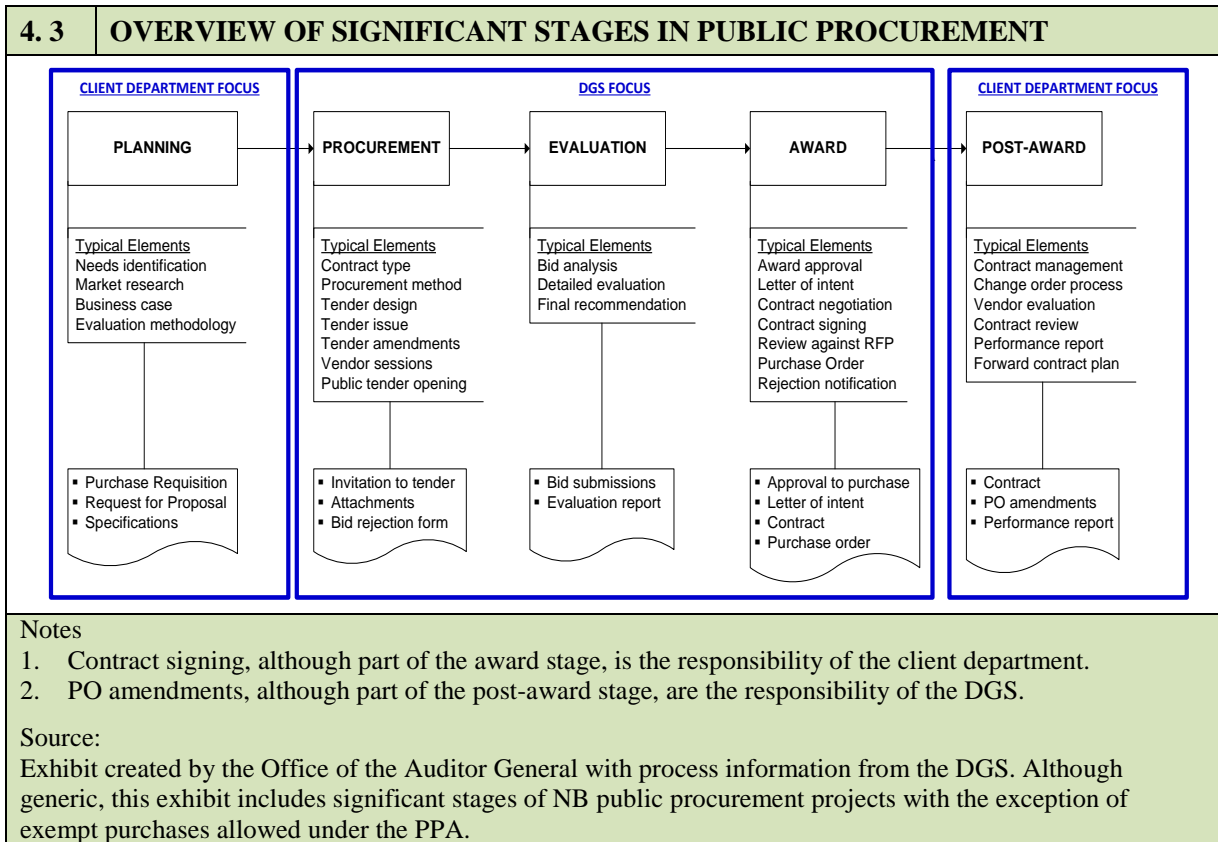 4. 3 OVERVIEW OF SIGNIFICANT STAGES IN PUBLIC PROCUREMENT
CLIENT DEPARTMENT FOCUS
PLANNING
Typical Elements
Needs identification
Market research
Business case
Evaluation methodology
▪ Purchase Requisition
▪ Request for Proposal
▪ Specifications
DGS FOCUS
PROCUREMENT
Typical Elements
Contract type
Procurement method
Tender design
Tender issue
Tender amendments
Vendor sessions
Public tender opening
▪ Invitation to tender
▪ Attachments
▪ Bid rejection form
EVALUATION
Typical Elements
Bid analysis
Detailed evaluation
Final recommendation
▪ Bid submissions
▪ Evaluation report
AWARD
Typical Elements
Award approval
Letter of intent
Contract negotiation
Contract signing
Review against RFP
Purchase Order
Rejection notification
▪ Approval to purchase
▪ Letter of intent
▪ Contract
▪ Purchase order
CLIENT DEPARTMENT FOCUS
POST-AWARD
Typical Elements
Contract management
Change order process
Vendor evaluation
Contract review
Performance report
Forward contract plan
▪ Contract
▪ PO amendments
▪ Performance report
Notes
1. Contract signing, although part of the award stage, is the responsibility of the client department.
2. PO amendments, although part of the post-award stage, are the responsibility of the DGS.
Source:
Exhibit created by the Office of the Auditor General with process information from the DGS. Although
generic, this exhibit includes significant stages of NB public procurement projects with the exception of
exempt purchases allowed under the PPA.